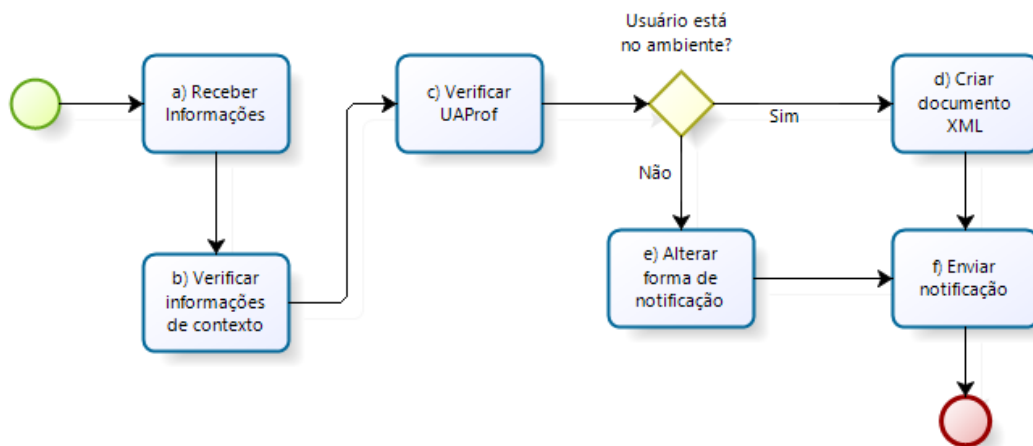 Usuário está
no ambiente?
a) Receber
Informações
c) Verificar
UAProf
d) Criar
documento
XML
Sim
Não
b) Verificar
informações
de contexto
e) Alterar
forma de
notificação
f) Enviar
notificação